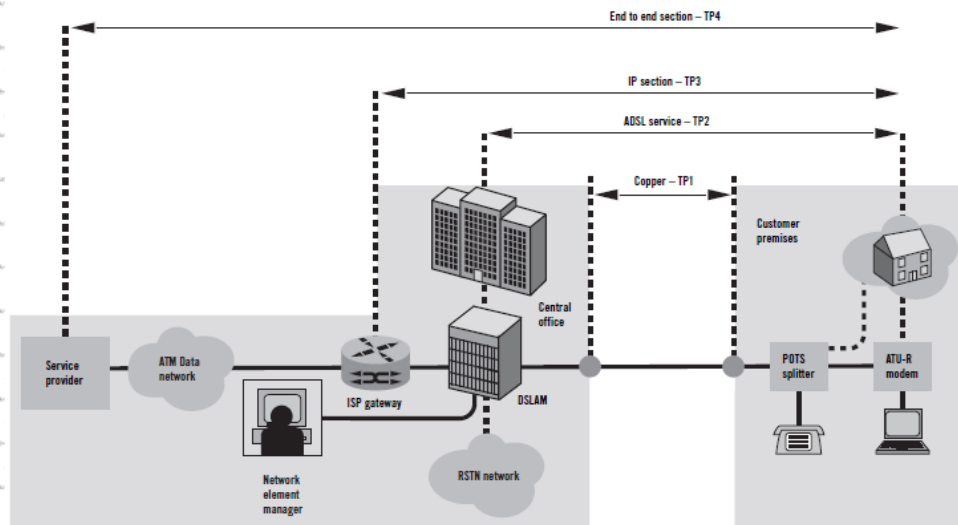 End to end section – TP4
IP section – TP3
ADSL service – TP2
Copper – TP1
Customer
premises
Central
office
Service
provider
ATM Data
network
ISP gateway
DSLAM
POTS
splitter
ATU-R
modem
RSTN network
Network
element
manager